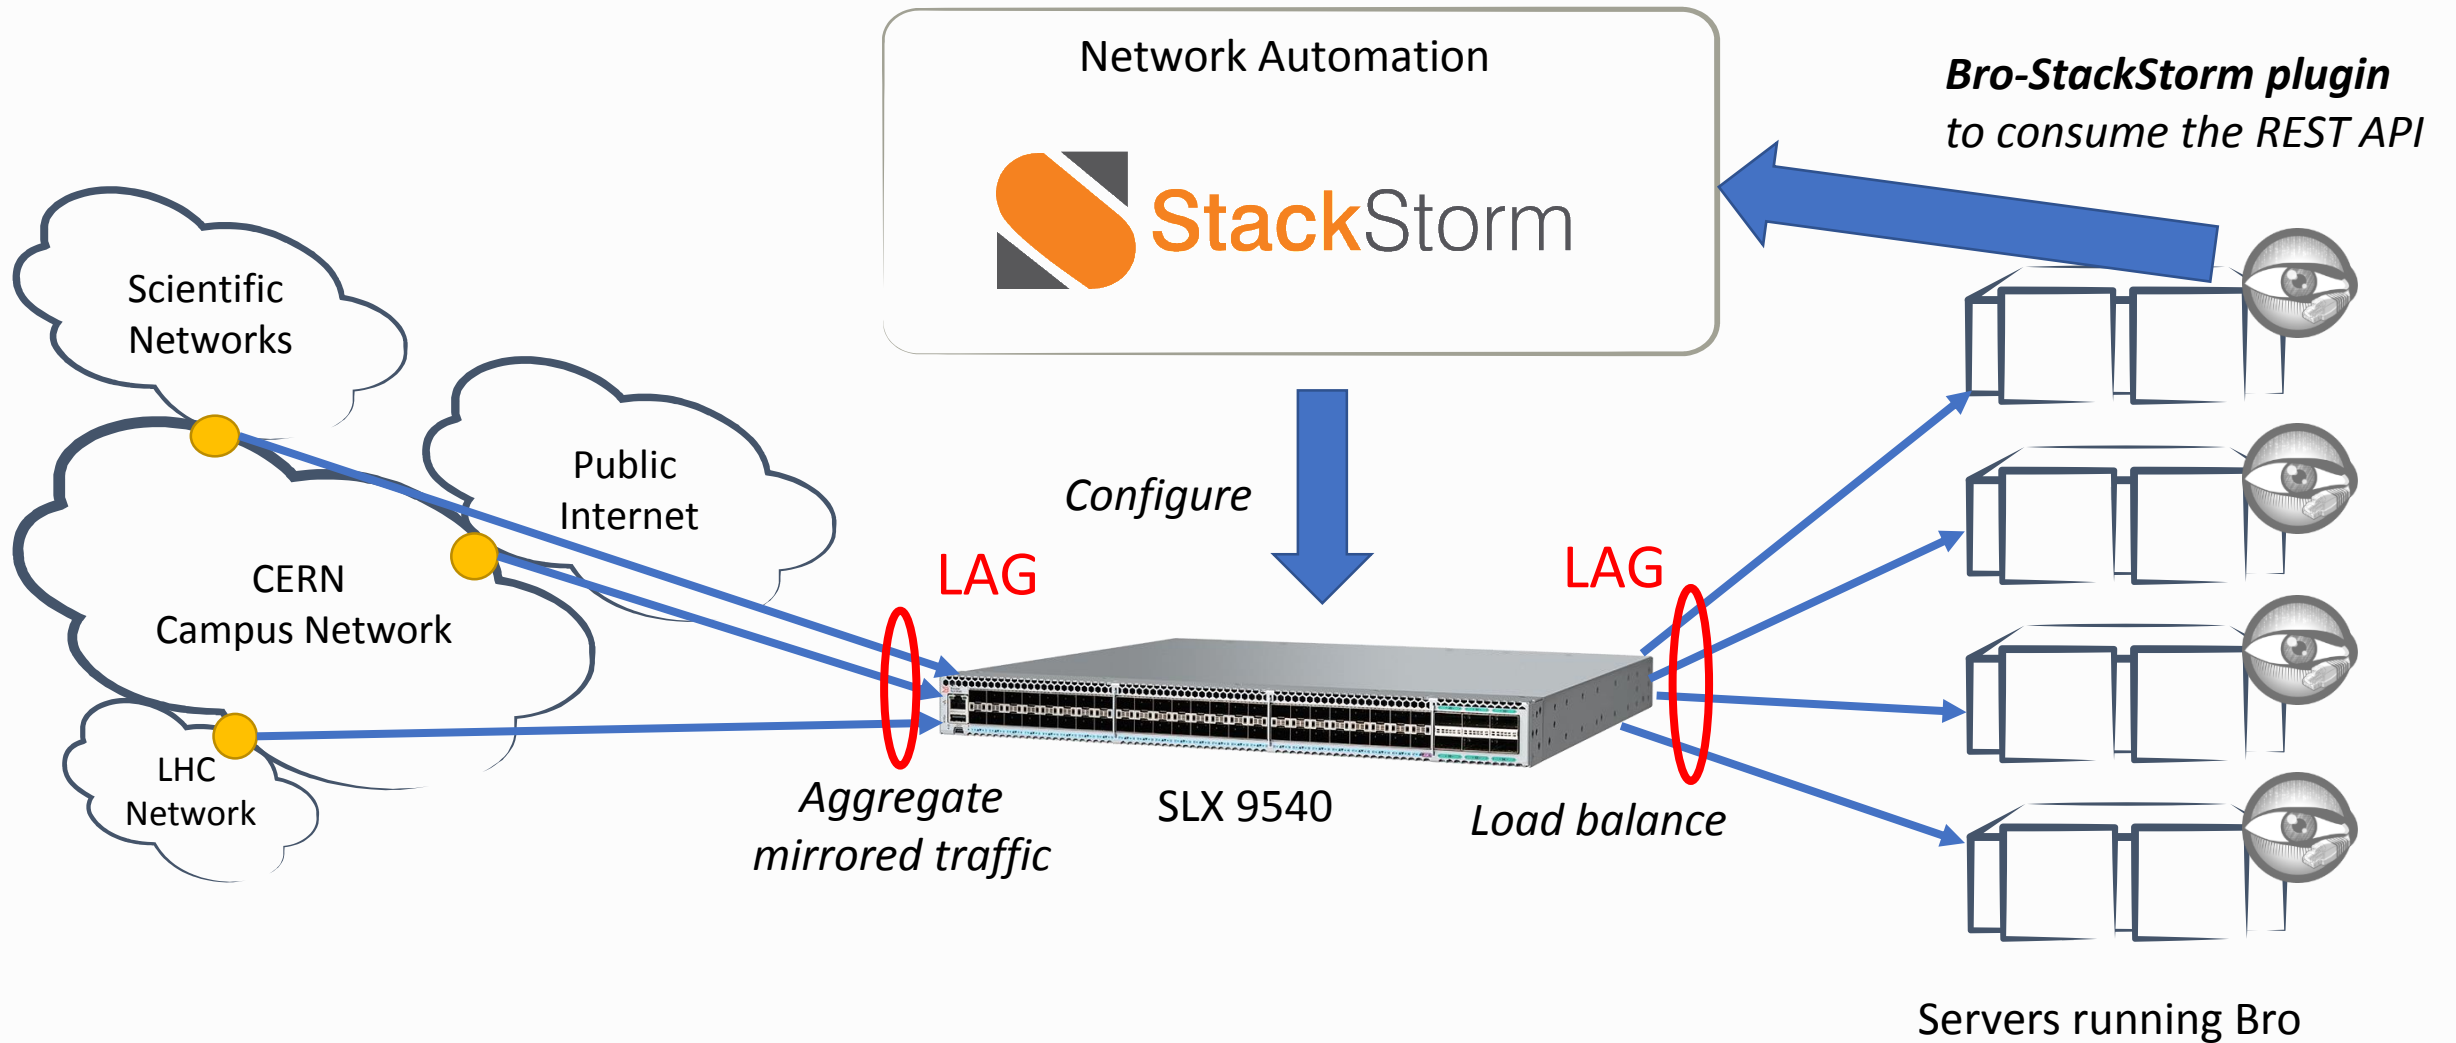 Network Automation
StackStorm
Bro-StackStorm plugin
to consume the REST API
Scientific
Networks
Public
Internet
CERN
Campus Network
LHC
Network
Configure
LAG
LAG
Aggregate
mirrored traffic
SLX 9540
Load balance
Servers running Bro